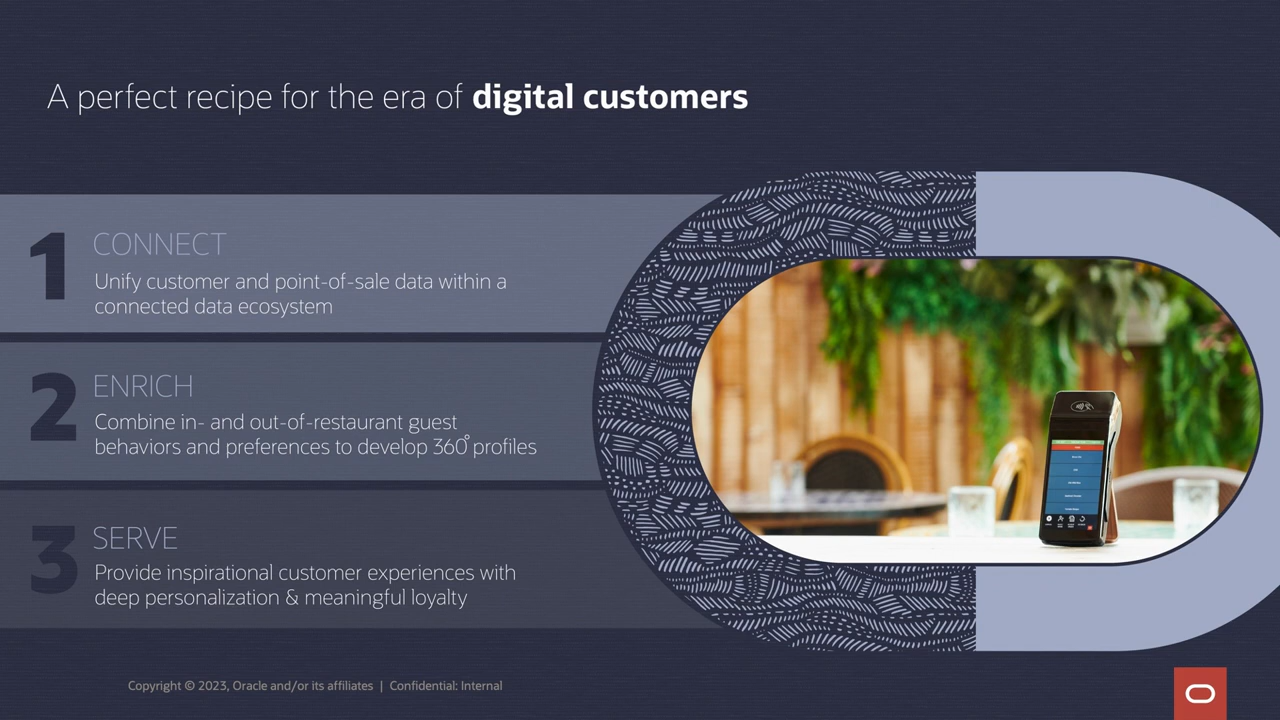 A perfect recipe for the era of digital customers
1
CONNECT
Unify customer and point-of-sale data within a
connected data ecosystem
2
ENRICH
Combine in- and out-of-restaurant guest
behaviors and preferences to develop 360° profiles
3
SERVE
Provide inspirational customer experiences with
deep personalization & meaningful loyalty
Copyright © 2023, Oracle and/or its affiliates | Confidential: Internal